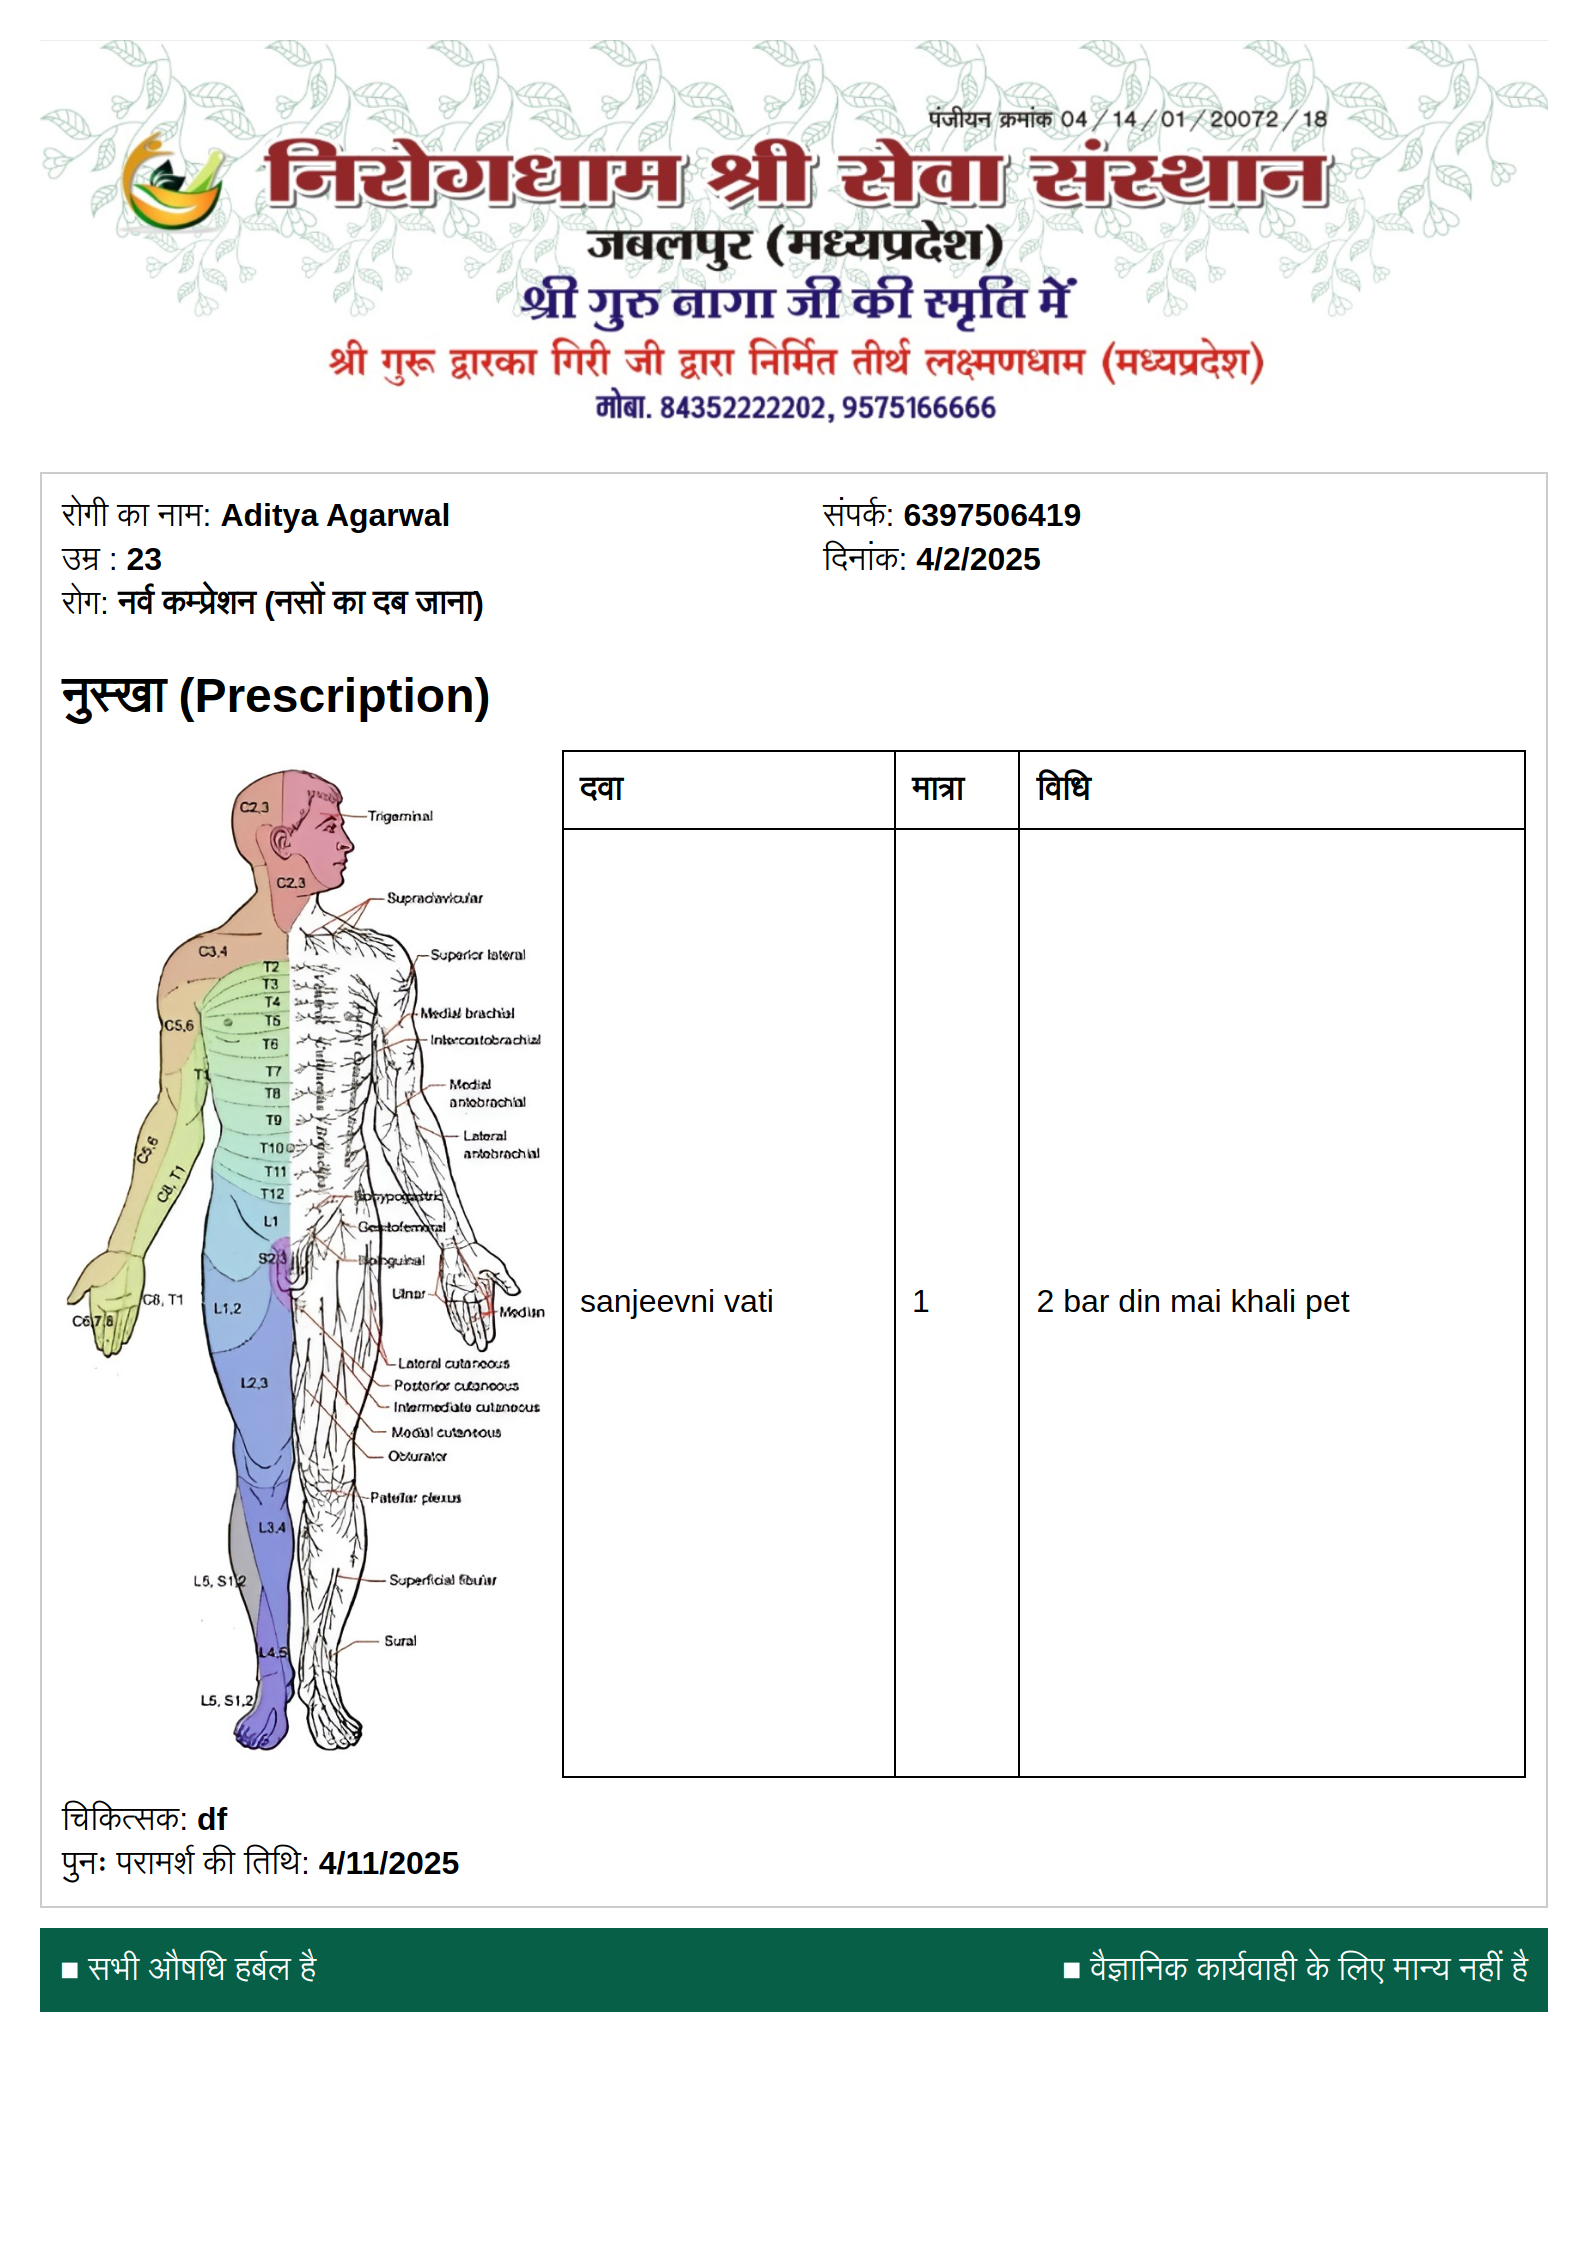 पंजीयन क्रमांक 04/14/01/20072/18
निरोगधाम श्री सेवा संस्थान
जबलपुर (मध्यप्रदेश)
श्री गुरु नागा जी की स्मृति में
श्री गुरू द्वारका गिरी जी द्वारा निर्मित तीर्थ लक्ष्मणधाम (मध्यप्रदेश)
मोबा. 84352222202, 9575166666
रोगी का नाम: Aditya Agarwal
संपर्क: 6397506419
उम्र : 23
दिनांक: 4/2/2025
रोग: नर्व कम्प्रेशन (नसों का दब जाना)
नुस्खा (Prescription)
दवा मात्रा विधि
sanjeevni vati 1 2 bar din mai khali pet
C2,3
Trigeminal
C2,3
Supraclavicular
C3,4
Superior lateral
T2
T3
T4
Medial brachial
C5,6
T5
Intercostobrachial
T6
T7
Medial
antebrachial
T8
T9
Lateral
antebrachial
C5,6
T10
T11
C8, T1
T12
L1
Genitofemoral
S2,3
Ilioinguinal
Ulnar
C8, T1
L1,2
Median
C6,7,8
Lateral cutaneous
L2,3
Posterior cutaneous
Intermediate cutaneous
Medial cutaneous
Obturator
Patellar plexus
L3,4
L5, S1,2
Superficial fibular
Sural
L4,5
L5, S1,2
चिकित्सक: df
पुनः परामर्श की तिथि: 4/11/2025
■ सभी औषधि हर्बल है
■ वैज्ञानिक कार्यवाही के लिए मान्य नहीं है